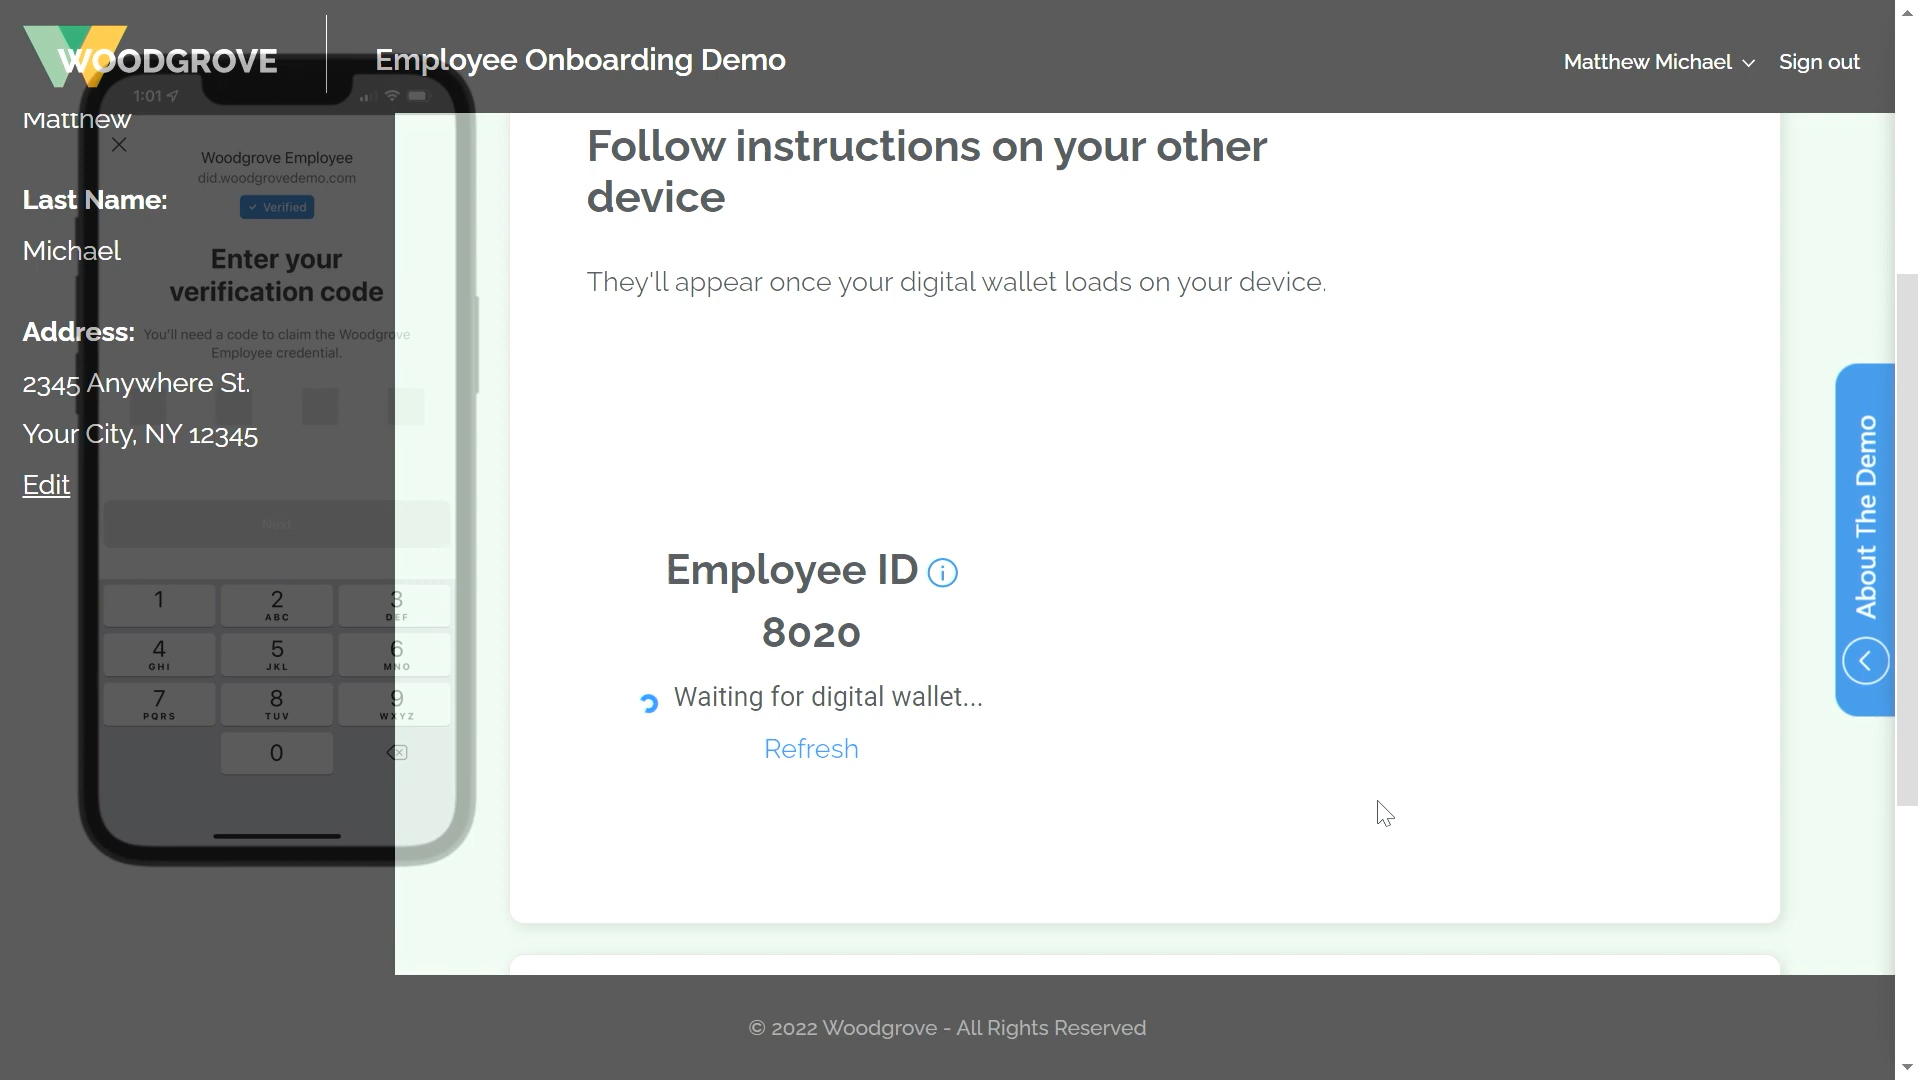 WOODGROVE
Employee Onboarding Demo
Matthew Michael
Sign out
Matthew
Last Name:
Michael
Address:
2345 Anywhere St.
Your City, NY 12345
Edit
1:01
Woodgrove Employee
did.woodgrovedemo.com
Verified
Enter your
verification code
You'll need a code to claim the Woodgrove
Employee credential.
Next
1
2
ABC
3
DEF
4
GHI
5
JKL
6
MNO
7
PQRS
8
TUV
9
WXYZ
0
Follow instructions on your other
device
They'll appear once your digital wallet loads on your device.
Employee ID
8020
Waiting for digital wallet...
Refresh
About The Demo
© 2022 Woodgrove - All Rights Reserved